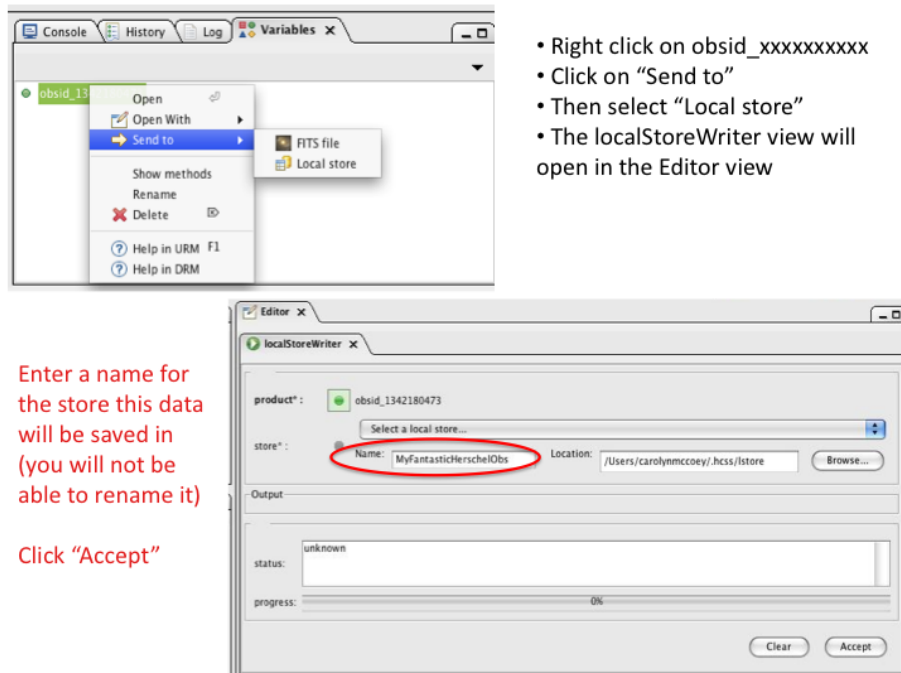 Console History Log Variables X
obsid_13
Open
Open With
Send to
FITS file
Local store
Show methods
Rename
Delete
Help in URM F1
Help in DRM
• Right click on obsid_xxxxxxxxxx
• Click on “Send to”
• Then select “Local store”
• The localStoreWriter view will
open in the Editor view
Enter a name for
the store this data
will be saved in
(you will not be
able to rename it)
Click “Accept”
Editor X
localStoreWriter X
product* : obsid_1342180473
Select a local store...
store* :
Name: MyFantasticHerschelObs Location: /Users/carolynmccoey/.hcss/lstore Browse...
Output
unknown
status:
progress: 0%
Clear Accept